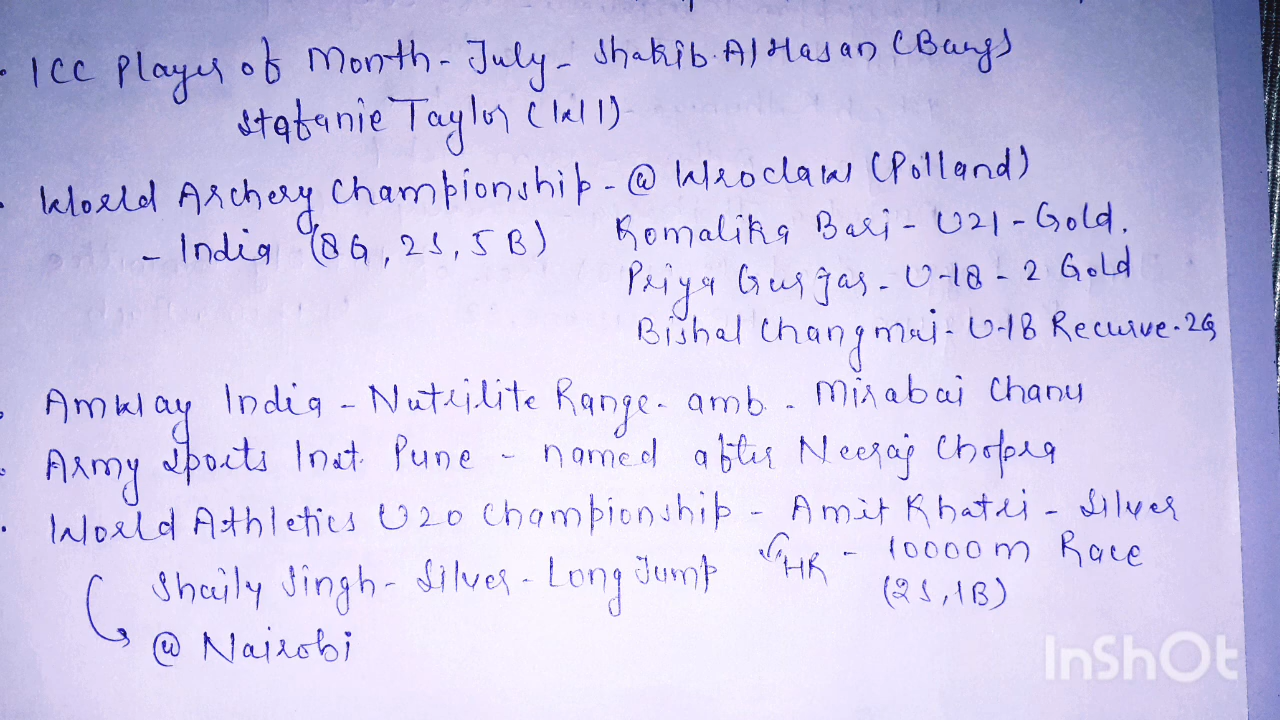 · ICC Player of Month - July - Shakib Al Hasan (Bang)
Stafanie Taylor (WI)
- World Archery Championship - @ Wroclaw (Polland)
- India (8G, 2S, 5B) Komalika Bari - U21 - Gold.
Priya Gurjar - U-18 - 2 Gold
Bishal Changmai - U-18 Recurve - 2G
· Amway India - Nutrilite Range - amb. - Mirabai Chanu
· Army Sports Inst. Pune - named after Neeraj Chopra
· World Athletics U20 Championship - Amit Khatri - Silver
Shaily Singh - Silver - Long Jump HR - 10000m Race
(2S, 1B)
@ Nairobi
InShOt